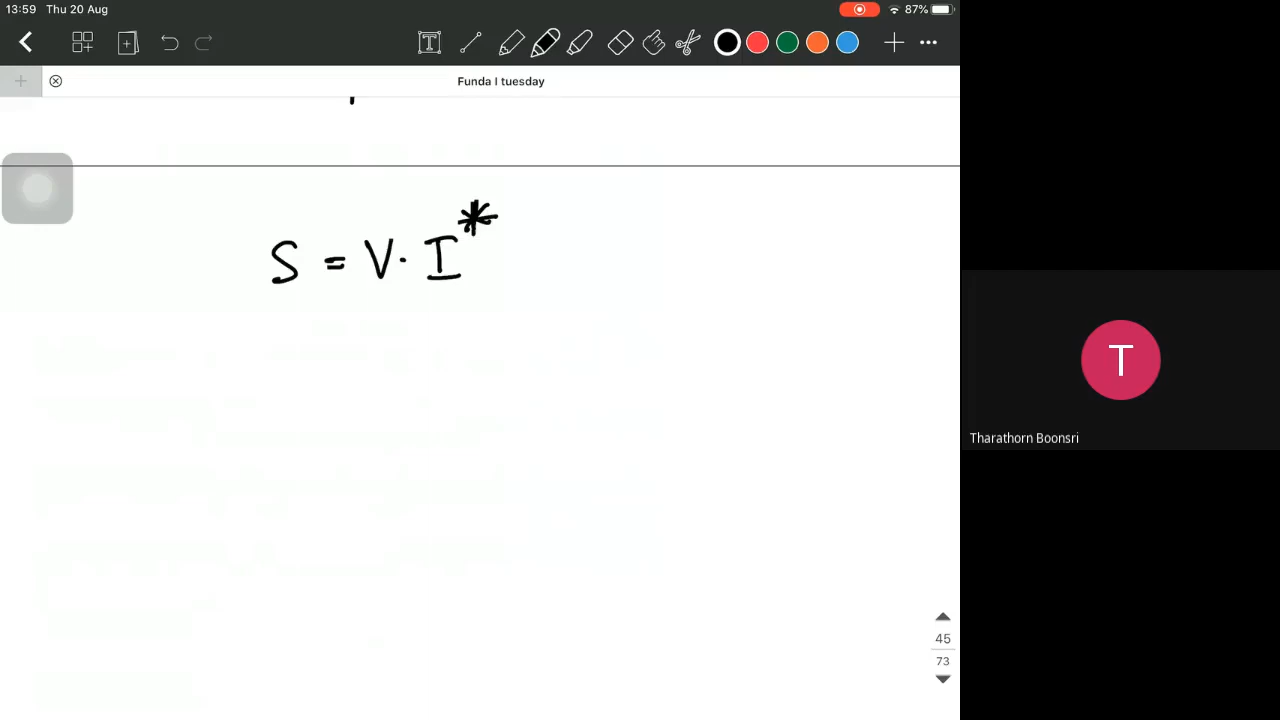 13:59 Thu 20 Aug 87%
T
Funda I tuesday
S = V · I*
T
Tharathorn Boonsri
45
73